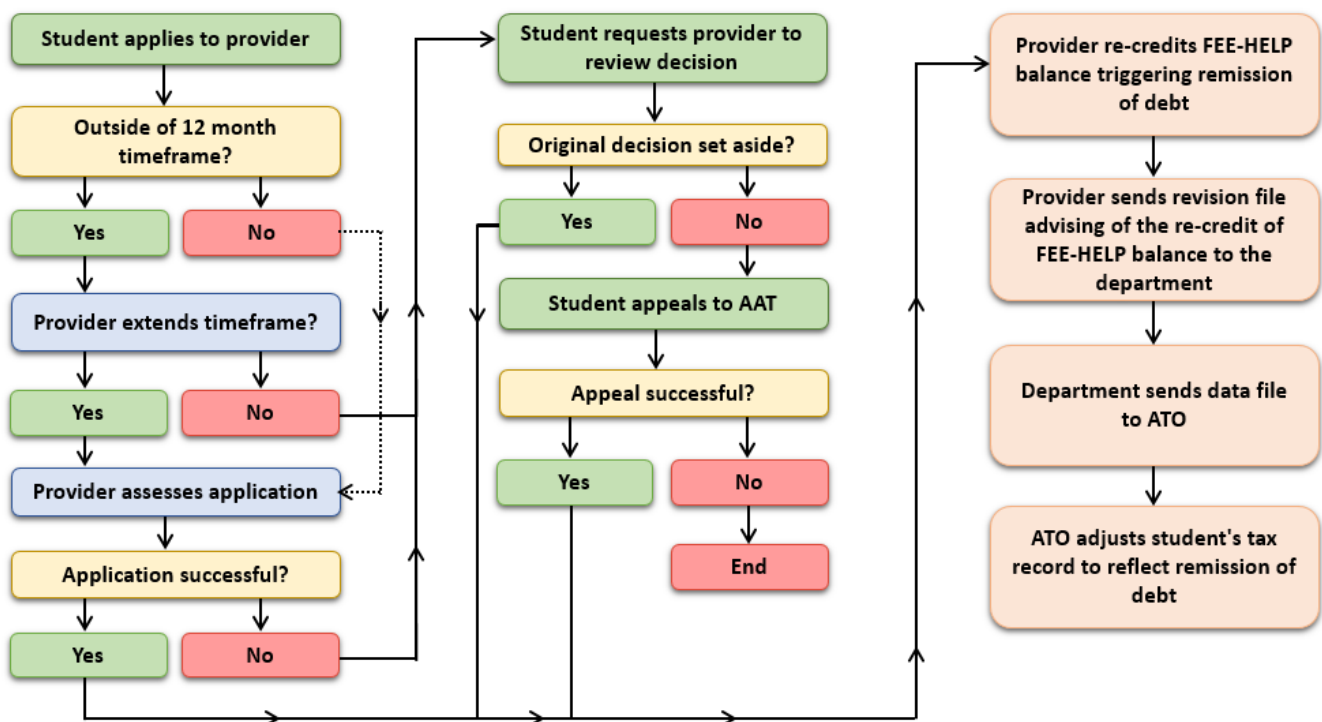 Student applies to provider
Outside of 12 month
timeframe?
Yes
No
Provider extends timeframe?
Yes
No
Provider assesses application
Application successful?
Yes
No
Student requests provider to
review decision
Original decision set aside?
Yes
No
Student appeals to AAT
Appeal successful?
Yes
No
End
Provider re-credits FEE-HELP
balance triggering remission
of debt
Provider sends revision file
advising of the re-credit of
FEE-HELP balance to the
department
Department sends data file
to ATO
ATO adjusts student's tax
record to reflect remission of
debt